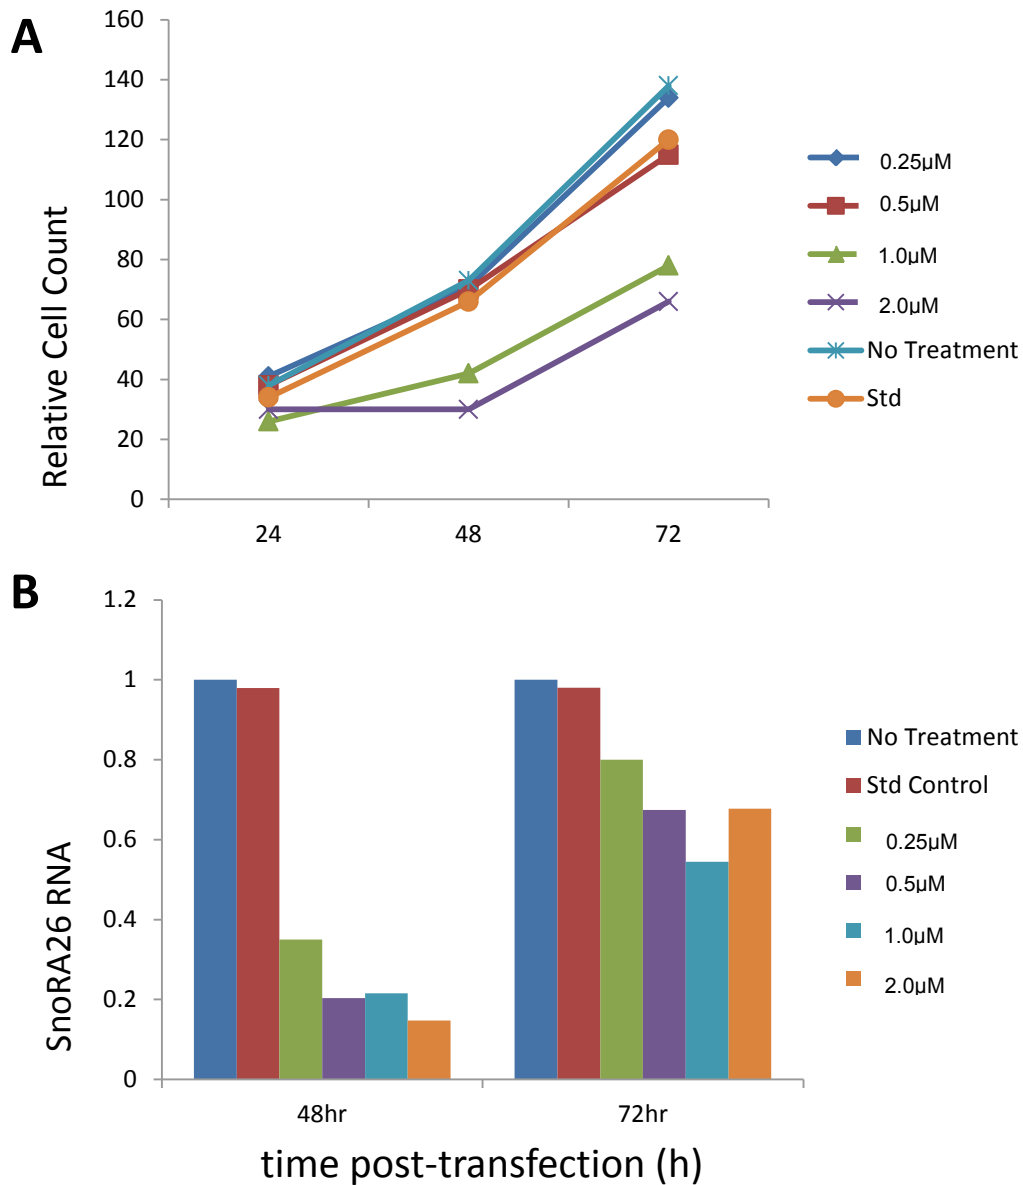 A
160
140
120
100
80
60
40
20
0
Relative Cell Count
24 48 72
0.25µM
0.5µM
1.0µM
2.0µM
No Treatment
Std
B
1.2
1
0.8
0.6
0.4
0.2
0
SnoRA26 RNA
48hr 72hr
time post-transfection (h)
No Treatment
Std Control
0.25µM
0.5µM
1.0µM
2.0µM